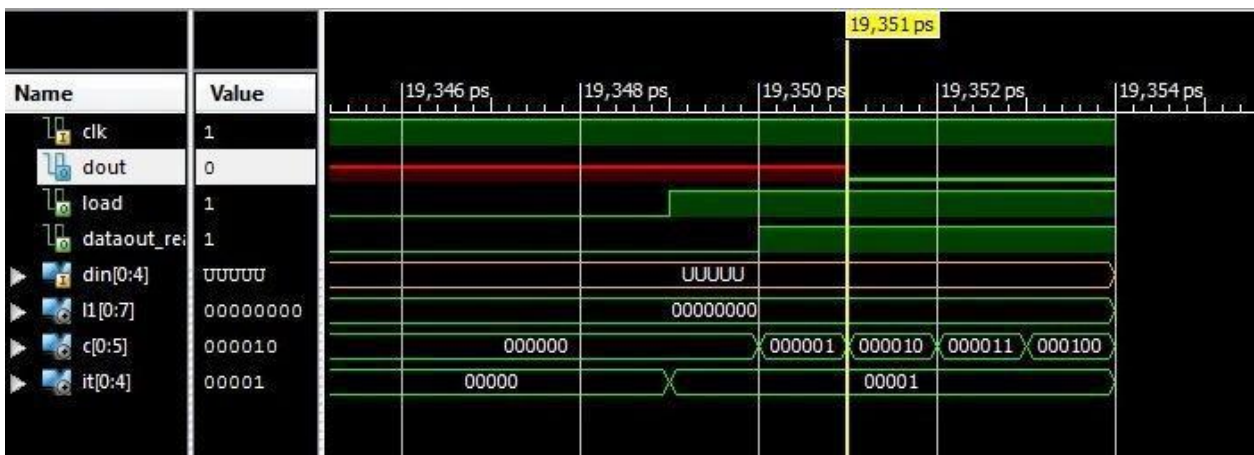 19,351 ps
Name Value 19,346 ps 19,348 ps 19,350 ps 19,352 ps 19,354 ps
clk 1
dout 0
load 1
dataout_rea 1
din[0:4] UUUUU UUUUU
l1[0:7] 00000000 00000000
c[0:5] 000010 000000 000001 000010 000011 000100
it[0:4] 00001 00000 00001